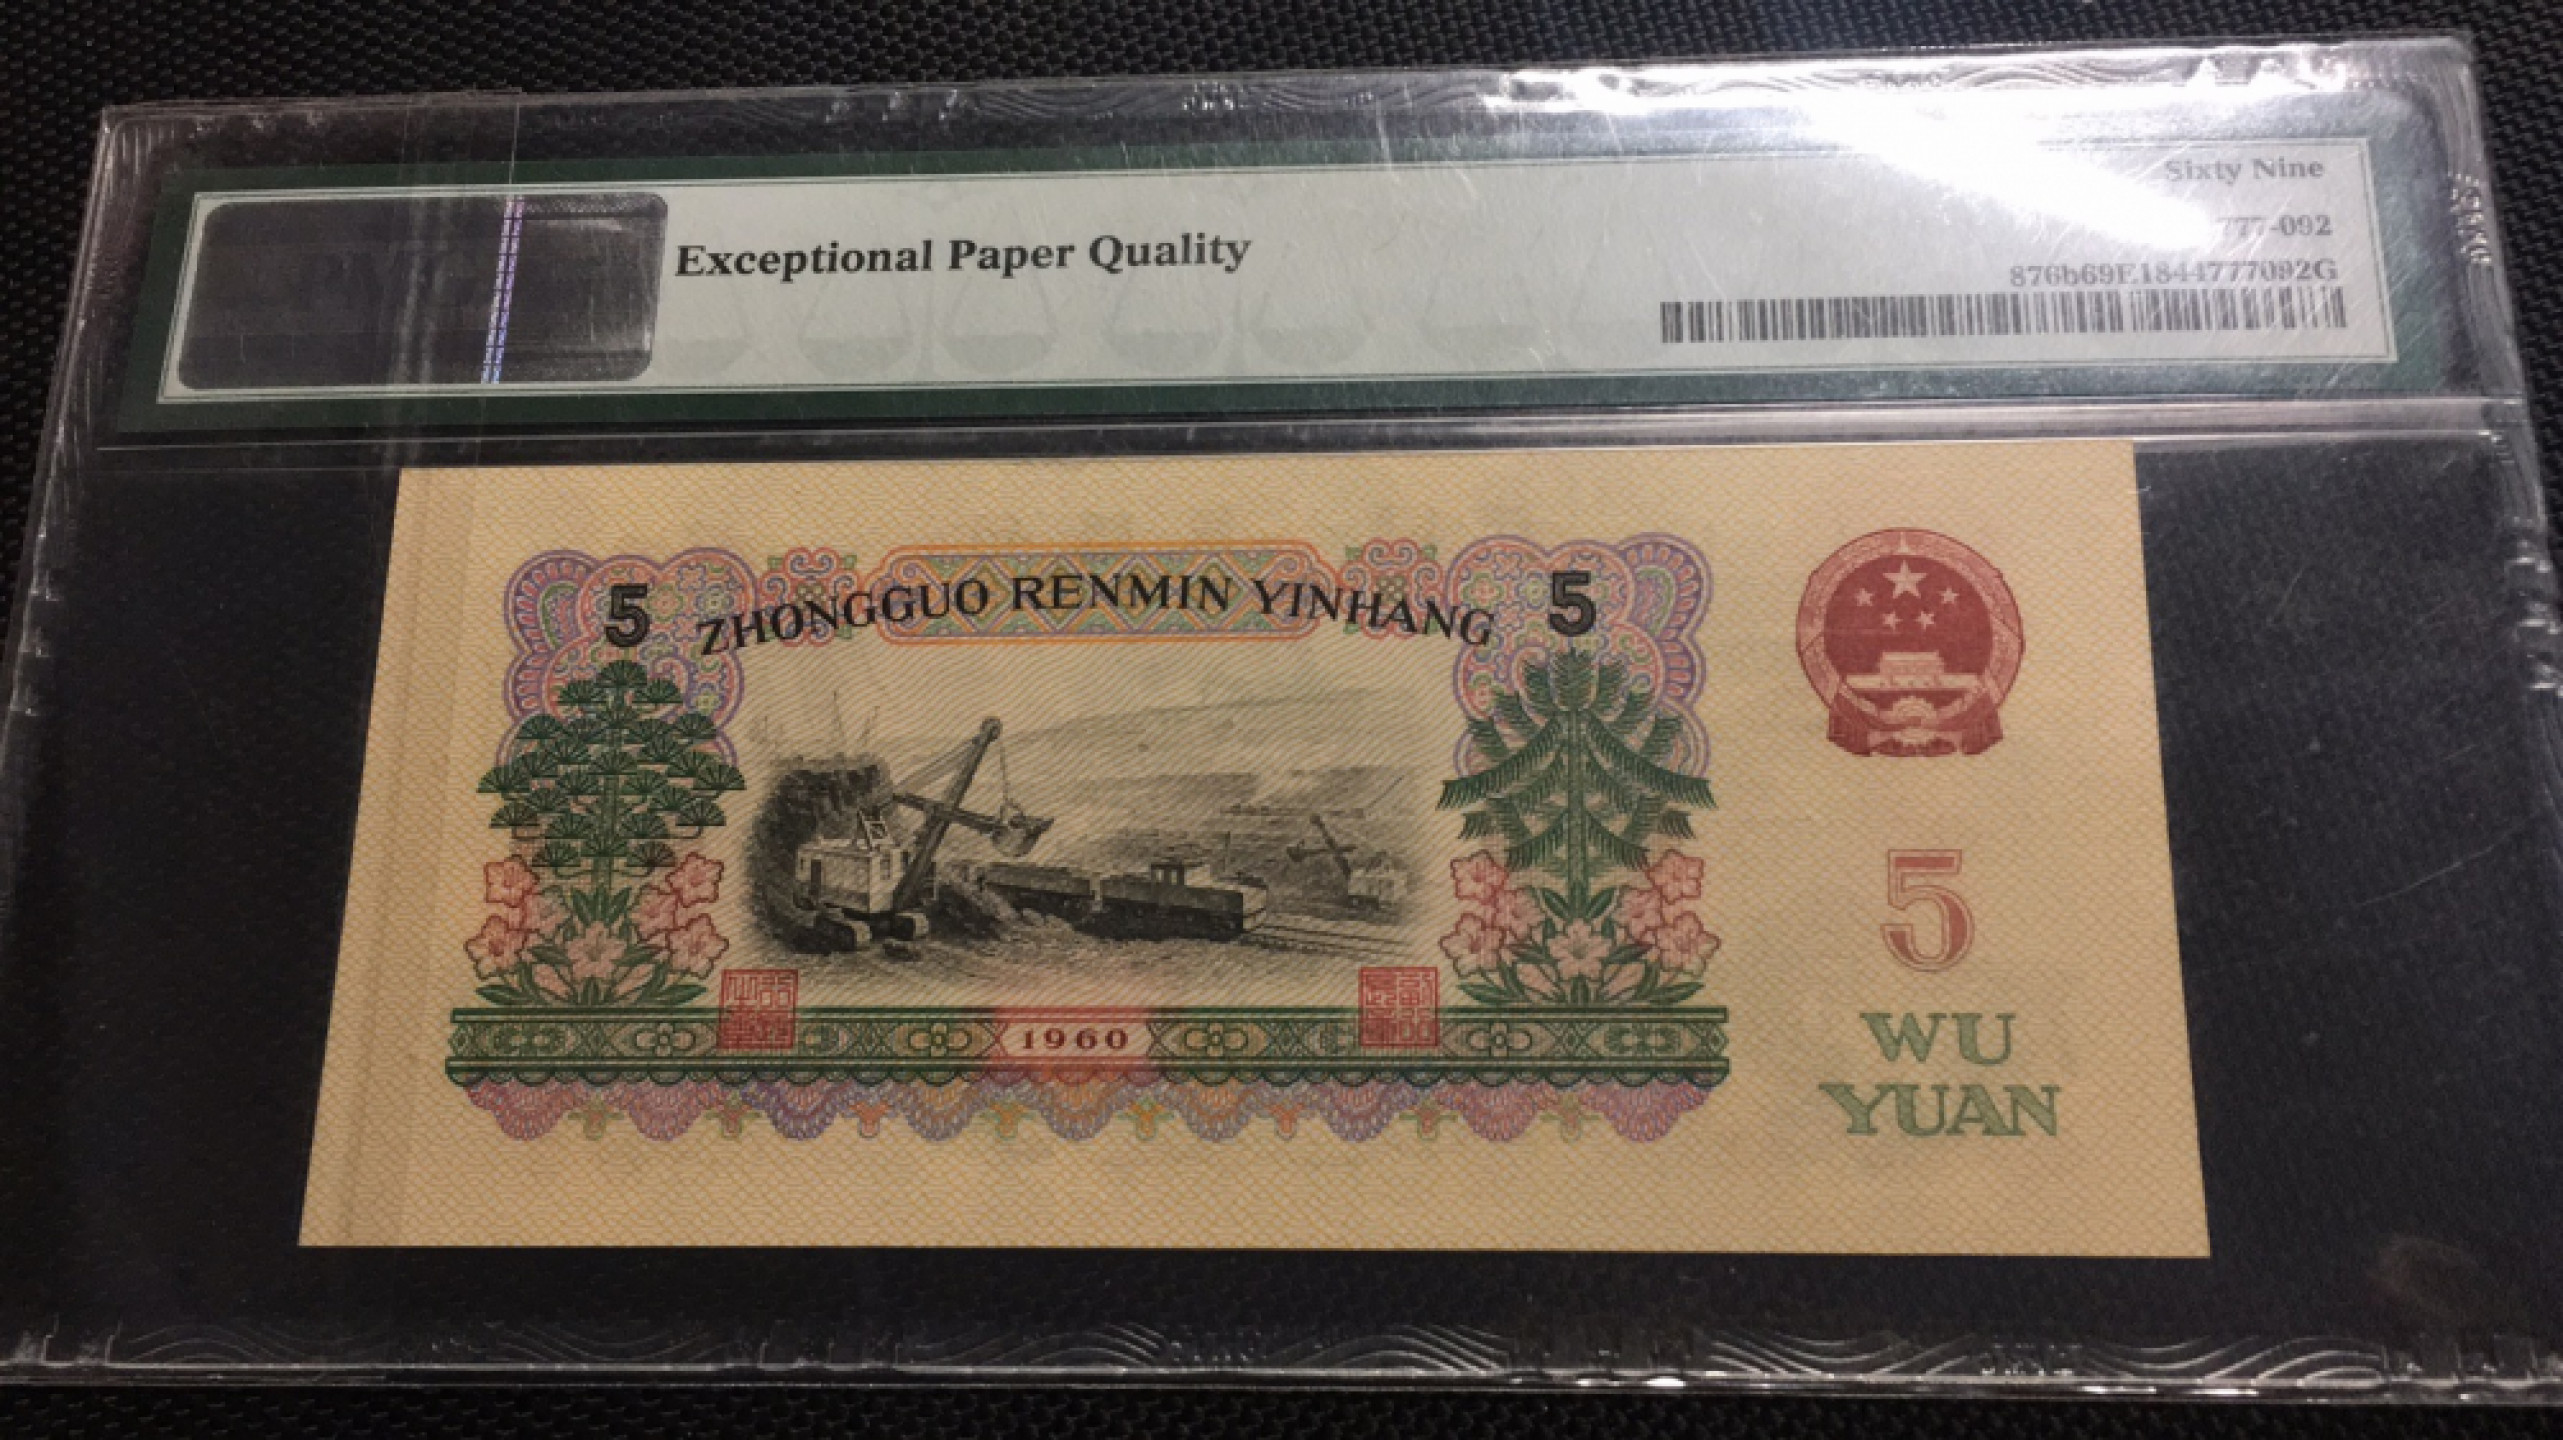 Sixty Nine
777-092
Exceptional Paper Quality
876b69E1844777092G
5 ZHONGGUO RENMIN YINHANG 5
1960
5
WU
YUAN